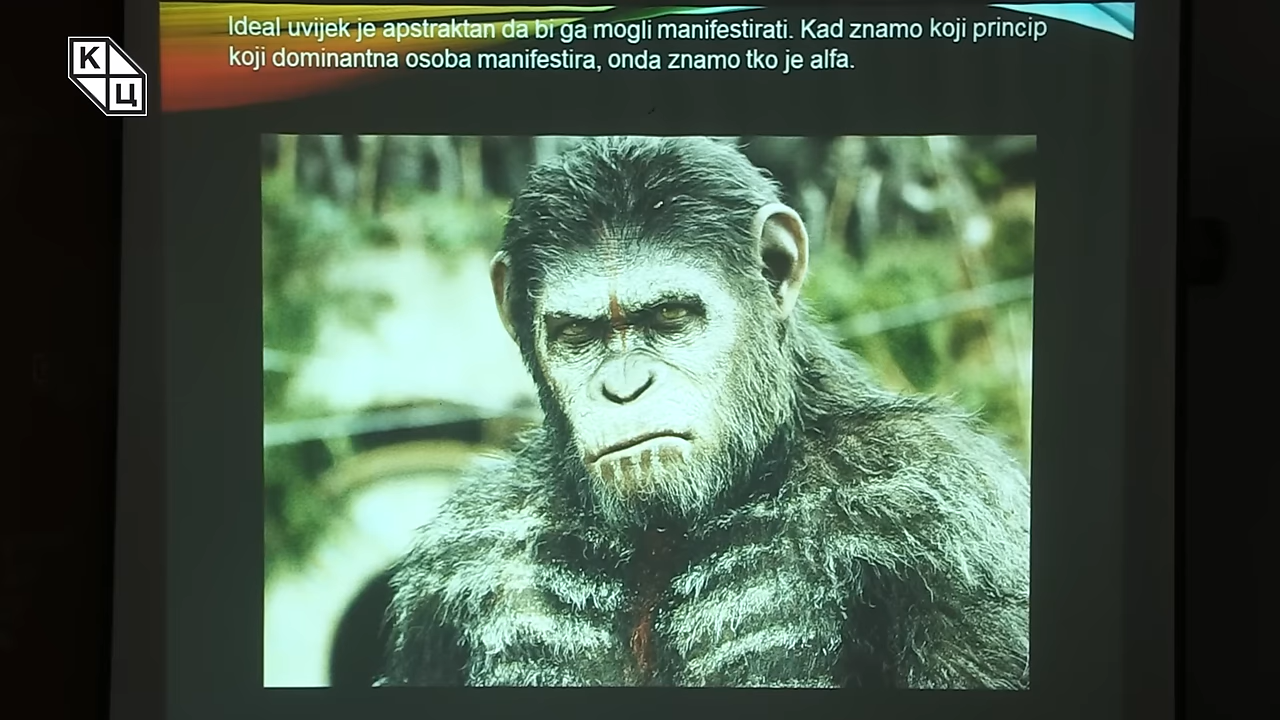 Ideal uvijek je apstraktan da bi ga mogli manifestirati. Kad znamo koji princip
koji dominantna osoba manifestira, onda znamo tko je alfa.
К
Ц